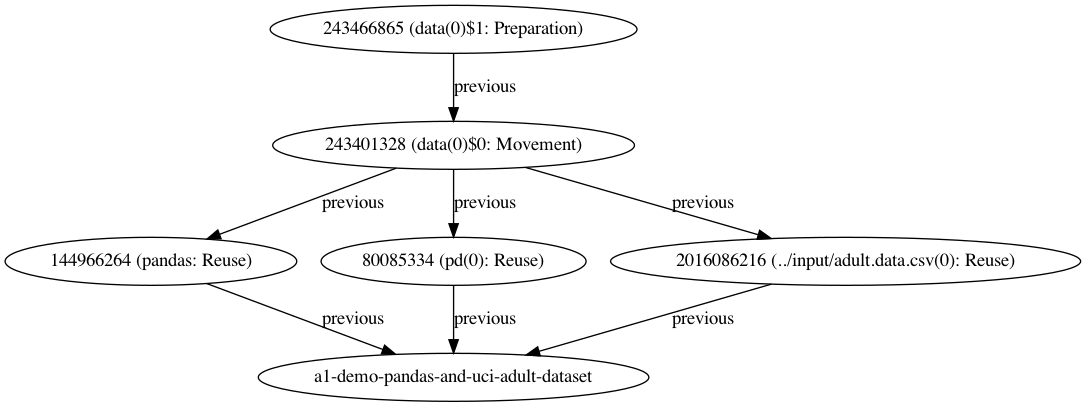 243466865 (data(0)$1: Preparation)
previous
243401328 (data(0)$0: Movement)
previous
previous
previous
144966264 (pandas: Reuse)
80085334 (pd(0): Reuse)
2016086216 (../input/adult.data.csv(0): Reuse)
previous
previous
previous
a1-demo-pandas-and-uci-adult-dataset